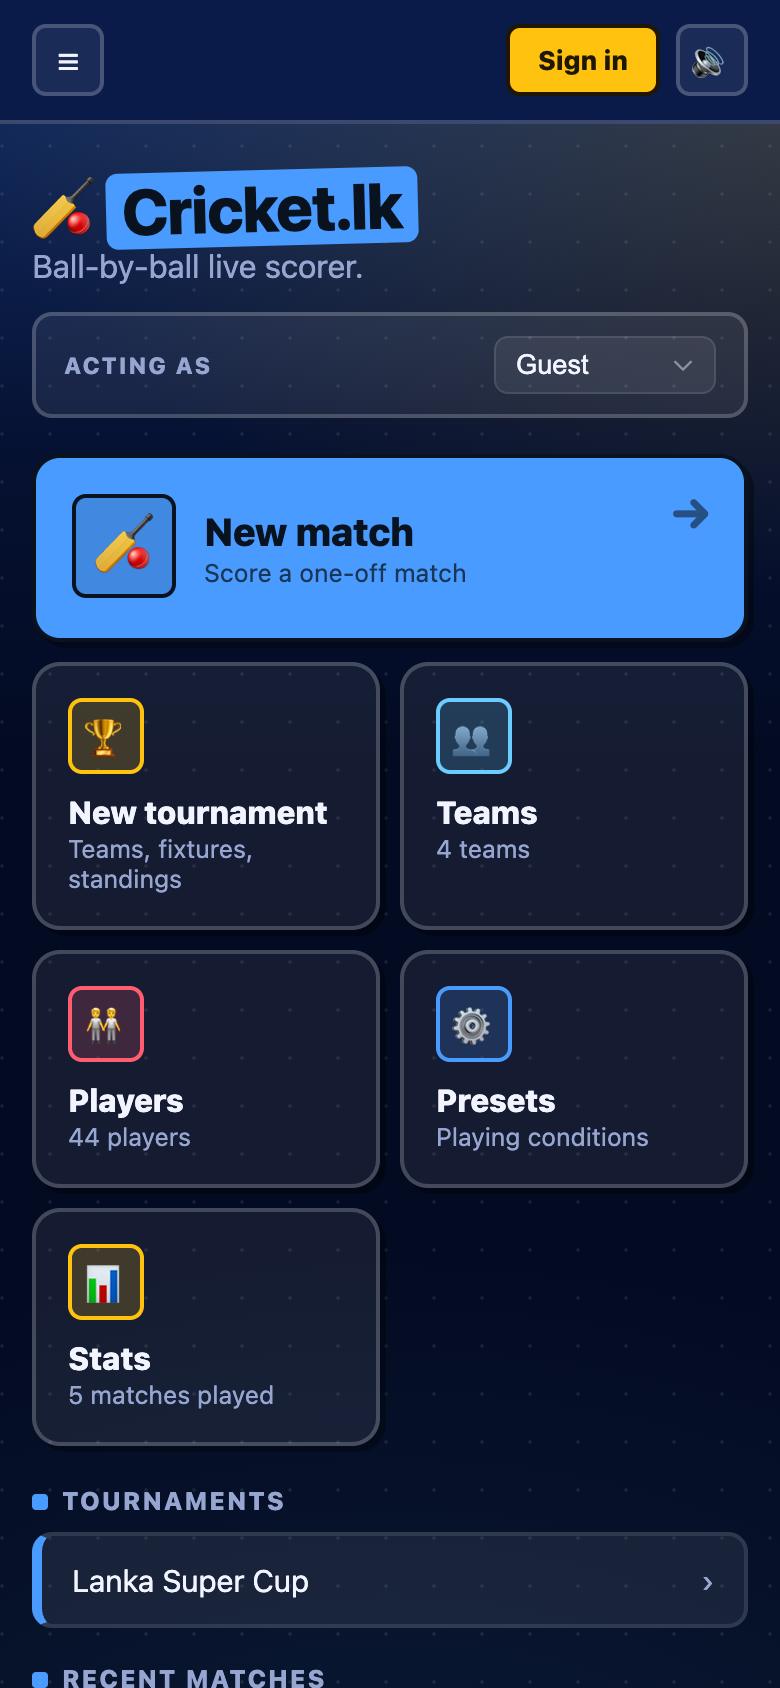 Sign in
Cricket.lk
Ball-by-ball live scorer.
ACTING AS
Guest
New match
Score a one-off match
New tournament
Teams, fixtures,
standings
Teams
4 teams
Players
44 players
Presets
Playing conditions
Stats
5 matches played
TOURNAMENTS
Lanka Super Cup
RECENT MATCHES